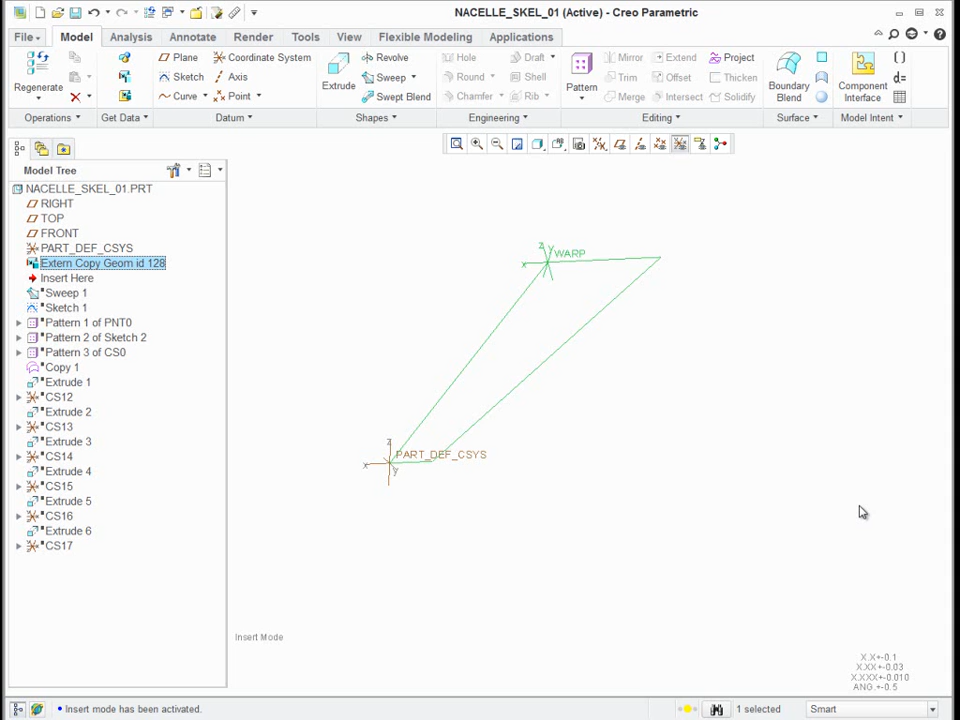 NACELLE_SKEL_01 (Active) - Creo Parametric
File Model Analysis Annotate Render Tools View Flexible Modeling Applications
Regenerate
Operations
Get Data
Plane Coordinate System
Sketch Axis
Curve Point
Datum
Extrude
Revolve
Sweep
Swept Blend
Shapes
Hole Draft
Round Shell
Chamfer Rib
Engineering
Pattern
Mirror Extend Project
Trim Offset Thicken
Merge Intersect Solidify
Editing
Boundary Blend
Surface
Component Interface
Model Intent
Model Tree
NACELLE_SKEL_01.PRT
RIGHT
TOP
FRONT
PART_DEF_CSYS
Extern Copy Geom id 128
Insert Here
Sweep 1
Sketch 1
Pattern 1 of PNT0
Pattern 2 of Sketch 2
Pattern 3 of CS0
Copy 1
Extrude 1
CS12
Extrude 2
CS13
Extrude 3
CS14
Extrude 4
CS15
Extrude 5
CS16
Extrude 6
CS17
z y WARP
x
z
PART_DEF_CSYS
x
y
Insert Mode
X.X+-0.1
X.XX+-0.03
X.XXX+-0.010
ANG.+-0.5
Insert mode has been activated.
1 selected
Smart